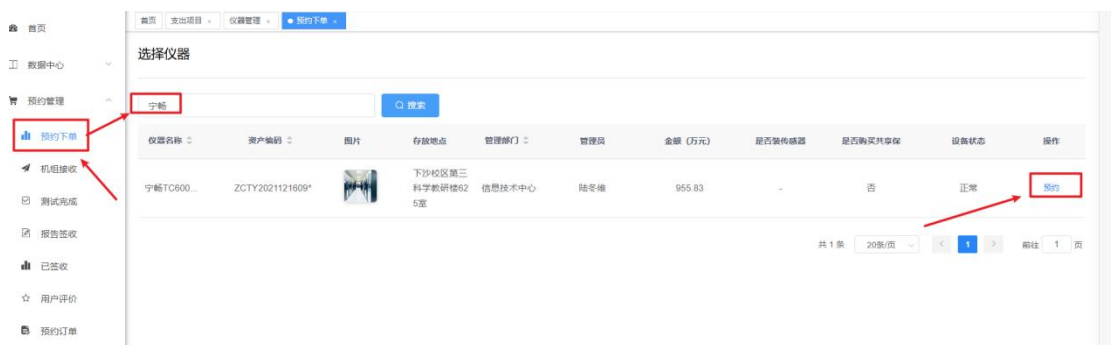 首页
数据中心
预约管理
预约下单
机组接收
测试完成
报告签收
已签收
用户评价
预约订单
首页 支出项目 × 仪器管理 × 预约下单 ×
选择仪器
宁畅 搜索
仪器名称 资产编码 图片 存放地点 管理部门 管理员 金额（万元） 是否装传感器 是否购买共享保 设备状态 操作
宁畅TC600... ZCTY2021121609* 下沙校区第三科学教研楼625室 信息技术中心 陆冬雄 955.83 - 否 正常 预约
共 1 条 20条/页 < 1 > 前往 1 页